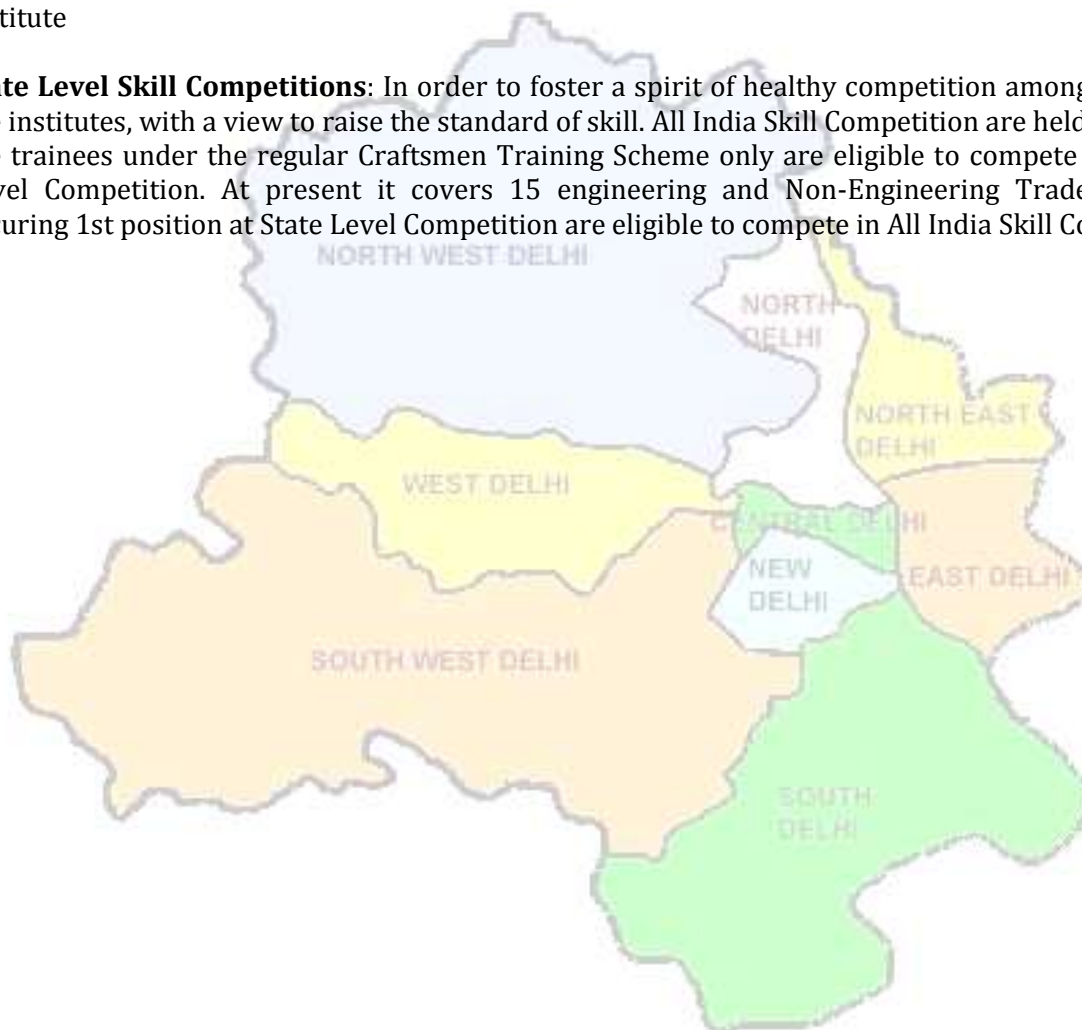 titute
ate Level Skill Competitions: In order to foster a spirit of healthy competition among
e institutes, with a view to raise the standard of skill. All India Skill Competition are held
e trainees under the regular Craftsmen Training Scheme only are eligible to compete
vel Competition. At present it covers 15 engineering and Non-Engineering Trade
curing 1st position at State Level Competition are eligible to compete in All India Skill Co
NORTH WEST DELHI
NORTH
DELHI
NORTH EAST
DELHI
WEST DELHI
CENTRAL DELHI
NEW
DELHI
EAST DELHI
SOUTH WEST DELHI
SOUTH
DELHI